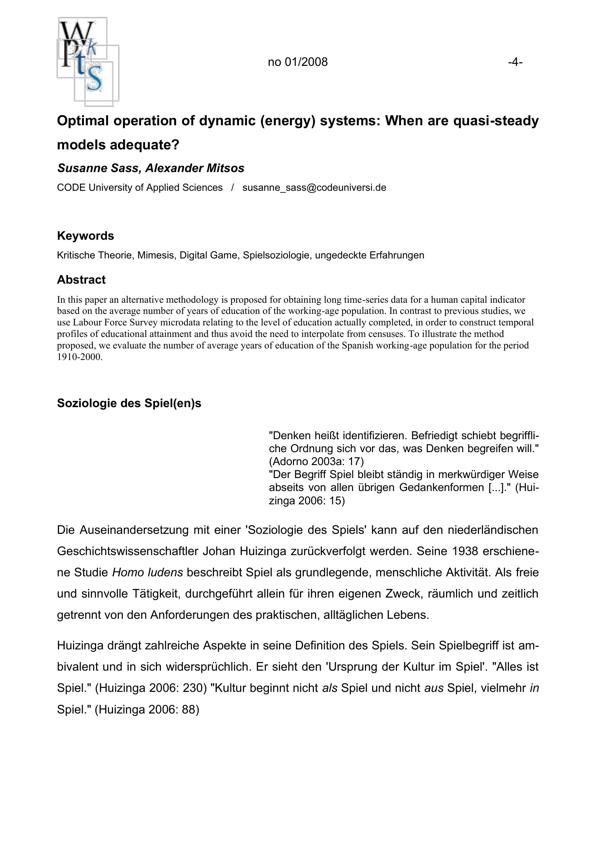 W
P k
ts
S
no 01/2008 -4-
Optimal operation of dynamic (energy) systems: When are quasi-steady
models adequate?
Susanne Sass, Alexander Mitsos
CODE University of Applied Sciences / susanne_sass@codeuniversi.de
Keywords
Kritische Theorie, Mimesis, Digital Game, Spielsoziologie, ungedeckte Erfahrungen
Abstract
In this paper an alternative methodology is proposed for obtaining long time-series data for a human capital indicator
based on the average number of years of education of the working-age population. In contrast to previous studies, we
use Labour Force Survey microdata relating to the level of education actually completed, in order to construct temporal
profiles of educational attainment and thus avoid the need to interpolate from censuses. To illustrate the method
proposed, we evaluate the number of average years of education of the Spanish working-age population for the period
1910-2000.
Soziologie des Spiel(en)s
"Denken heißt identifizieren. Befriedigt schiebt begriffli-
che Ordnung sich vor das, was Denken begreifen will."
(Adorno 2003a: 17)
"Der Begriff Spiel bleibt ständig in merkwürdiger Weise
abseits von allen übrigen Gedankenformen [...]." (Hui-
zinga 2006: 15)
Die Auseinandersetzung mit einer 'Soziologie des Spiels' kann auf den niederländischen
Geschichtswissenschaftler Johan Huizinga zurückverfolgt werden. Seine 1938 erschiene-
ne Studie Homo ludens beschreibt Spiel als grundlegende, menschliche Aktivität. Als freie
und sinnvolle Tätigkeit, durchgeführt allein für ihren eigenen Zweck, räumlich und zeitlich
getrennt von den Anforderungen des praktischen, alltäglichen Lebens.
Huizinga drängt zahlreiche Aspekte in seine Definition des Spiels. Sein Spielbegriff ist am-
bivalent und in sich widersprüchlich. Er sieht den 'Ursprung der Kultur im Spiel'. "Alles ist
Spiel." (Huizinga 2006: 230) "Kultur beginnt nicht als Spiel und nicht aus Spiel, vielmehr in
Spiel." (Huizinga 2006: 88)